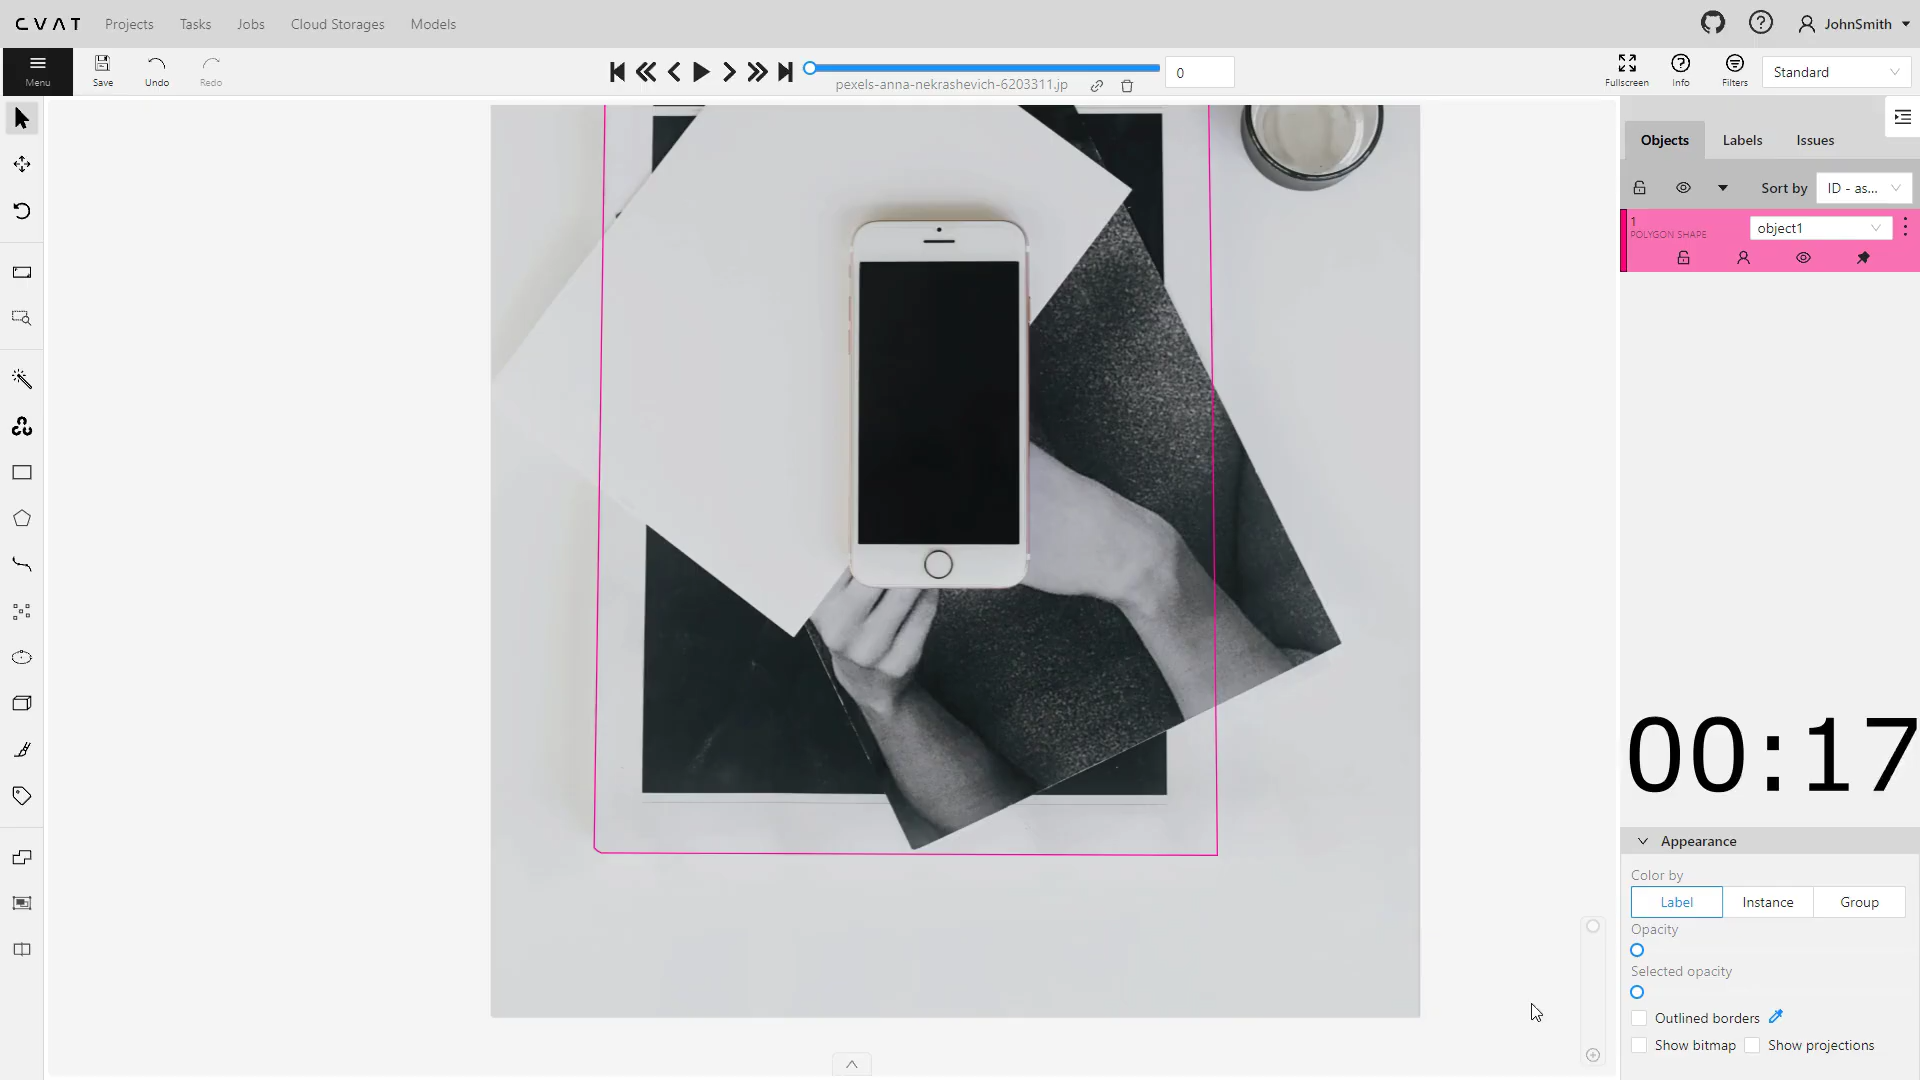 CVAT Projects Tasks Jobs Cloud Storages Models JohnSmith
Menu Save Undo Redo
0
pexels-anna-nekrashevich-6203311.jp
Fullscreen Info Filters Standard
Objects Labels Issues
Sort by ID - as...
1
POLYGON SHAPE
object1
00:17
Appearance
Color by
Label Instance Group
Opacity
Selected opacity
Outlined borders
Show bitmap Show projections